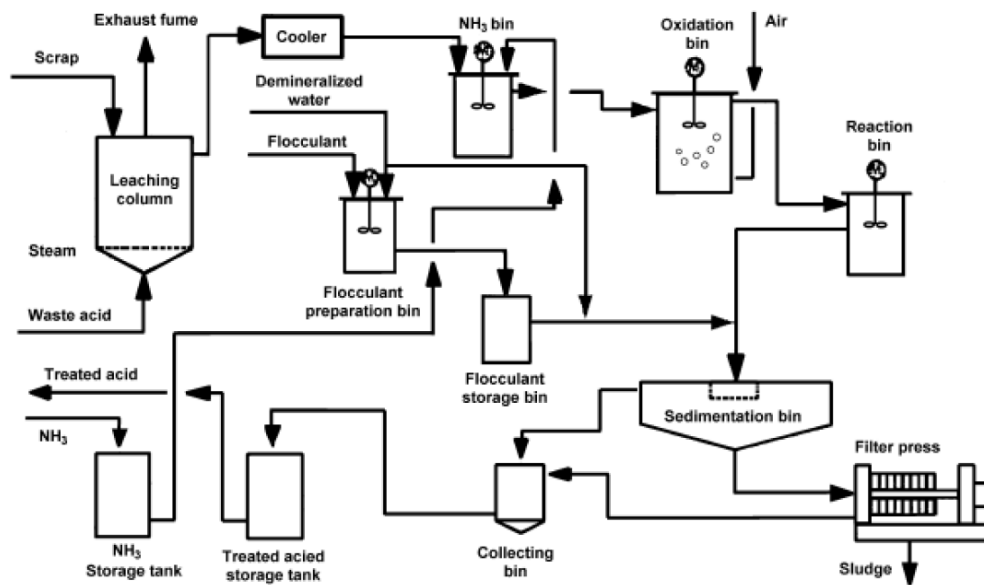 Exhaust fume
Scrap
Cooler
NH₃ bin
Oxidation
bin
Air
Demineralized
water
Flocculant
Reaction
bin
Leaching
column
M
M
M
M
Steam
Flocculant
preparation bin
Waste acid
Flocculant
storage bin
Treated acid
Sedimentation bin
NH₃
Filter press
NH₃
Storage tank
Treated acied
storage tank
Collecting
bin
Sludge